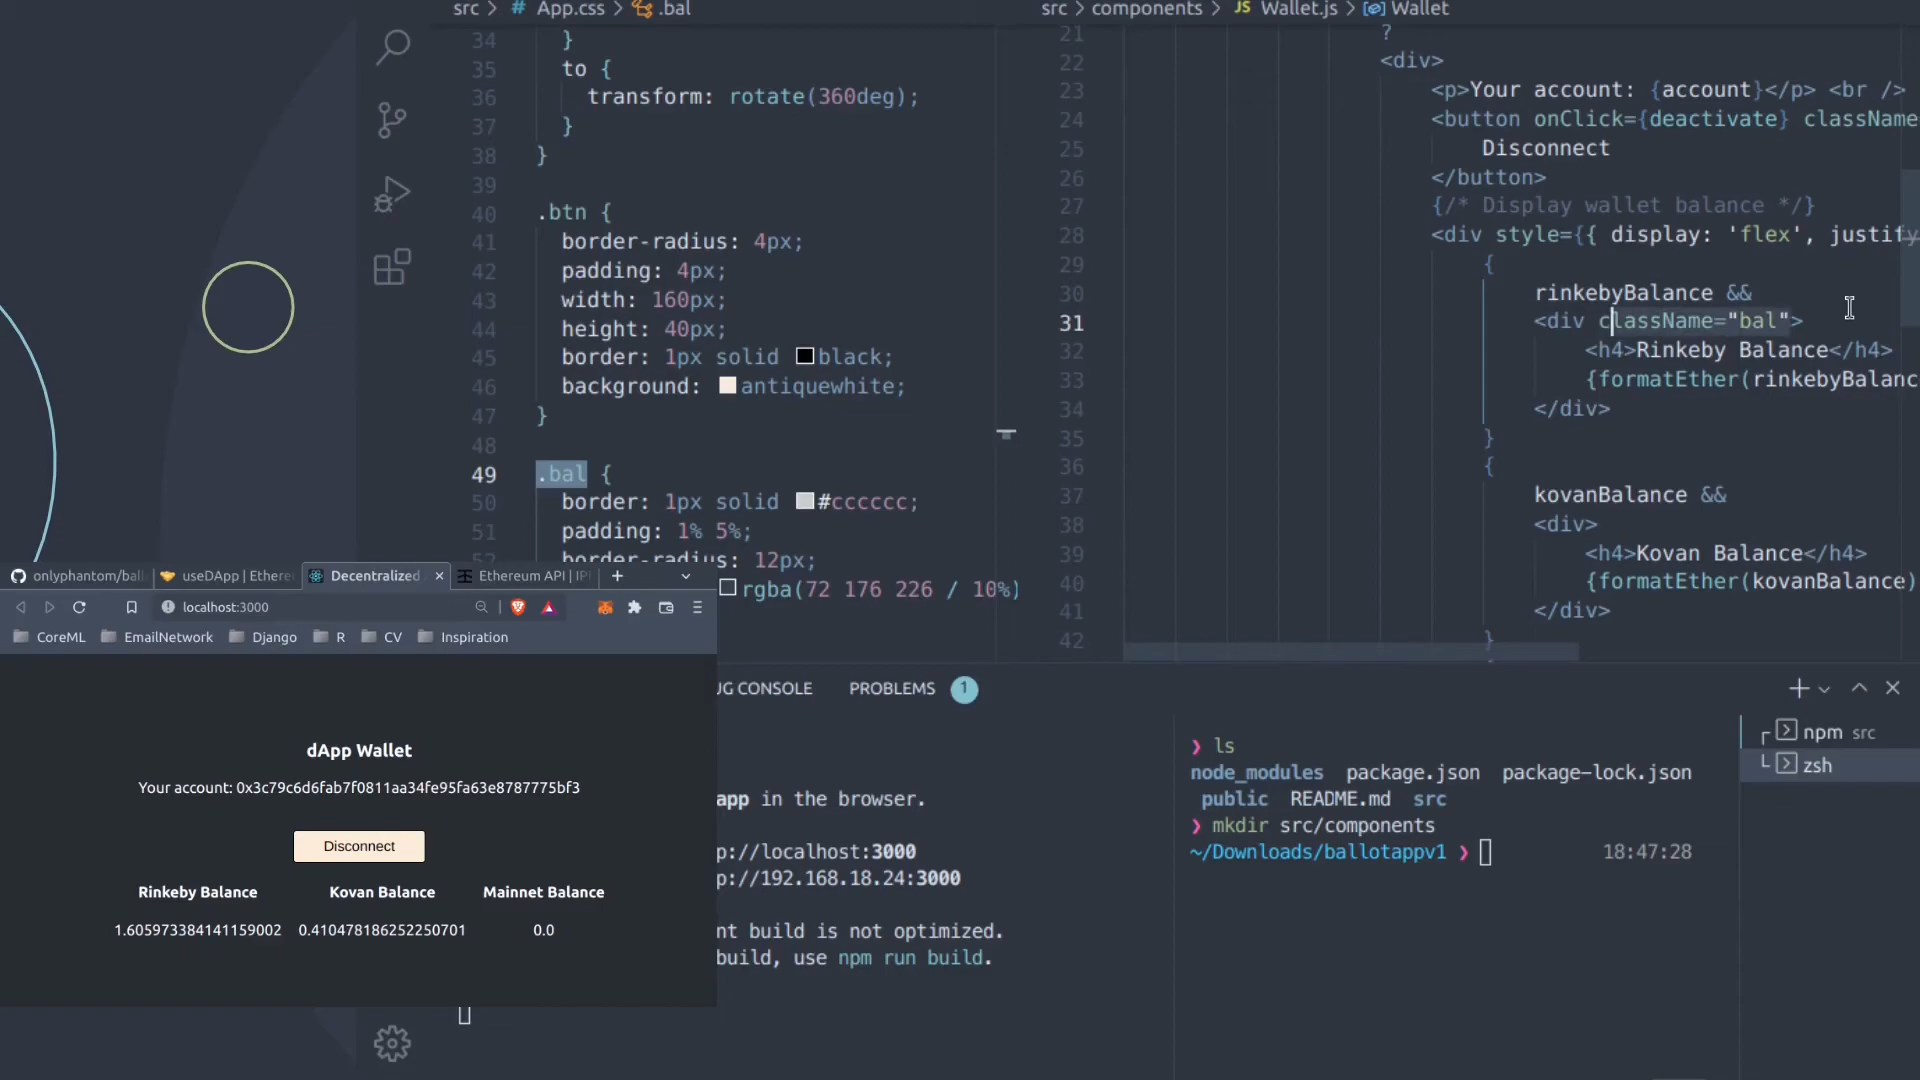 src > # App.css > .bal
34 }
35 to {
36 transform: rotate(360deg);
37 }
38 }
39
40 .btn {
41 border-radius: 4px;
42 padding: 4px;
43 width: 160px;
44 height: 40px;
45 border: 1px solid black;
46 background: antiquewhite;
47 }
48
49 .bal {
50 border: 1px solid #cccccc;
51 padding: 1% 5%;
border-radius: 12px;
rgba(72 176 226 / 10%)
src > components > JS Wallet.js > Wallet
21 ?
22 <div>
23 <p>Your account: {account}</p> <br />
24 <button onClick={deactivate} className
25 Disconnect
26 </button>
27 {/* Display wallet balance */}
28 <div style={{ display: 'flex', justify
29 {
30 rinkebyBalance &&
31 <div className="bal">
32 <h4>Rinkeby Balance</h4>
33 {formatEther(rinkebyBalanc
34 </div>
35 }
36 {
37 kovanBalance &&
38 <div>
39 <h4>Kovan Balance</h4>
40 {formatEther(kovanBalance)
41 </div>
42 }
onlyphantom/bal
useDApp | Ethere
Decentralized
Ethereum API | IP
localhost:3000
CoreML EmailNetwork Django R CV Inspiration
dApp Wallet
Your account: 0x3c79c6d6fab7f0811aa34fe95fa63e8787775bf3
Disconnect
Rinkeby Balance Kovan Balance Mainnet Balance
1.605973384141159002 0.410478186252250701 0.0
UG CONSOLE PROBLEMS 1
app in the browser.
p://localhost:3000
p://192.168.18.24:3000
nt build is not optimized.
build, use npm run build.
❯ ls
node_modules package.json package-lock.json
public README.md src
❯ mkdir src/components
~/Downloads/ballotappv1 ❯ 18:47:28
npm src
zsh